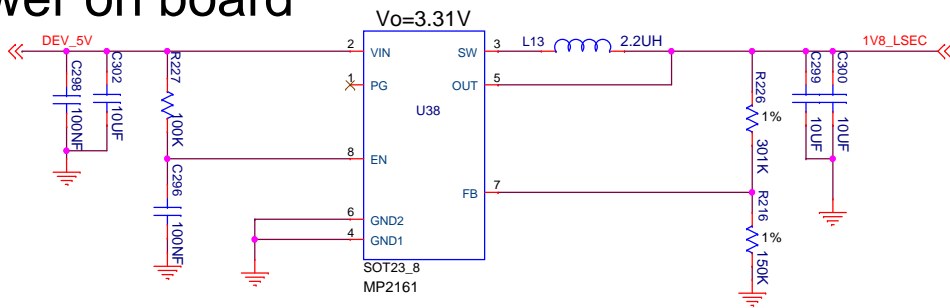 wer on board
Vo=3.31V
DEV_5V
2
VIN
SW
3
L13
2.2UH
1V8_LSEC
C298
100NF
C302
10UF
R227
100K
1
PG
OUT
5
U38
R226
1%
301K
C299
10UF
C300
10UF
8
EN
C296
100NF
FB
7
R216
1%
150K
6
GND2
4
GND1
SOT23_8
MP2161